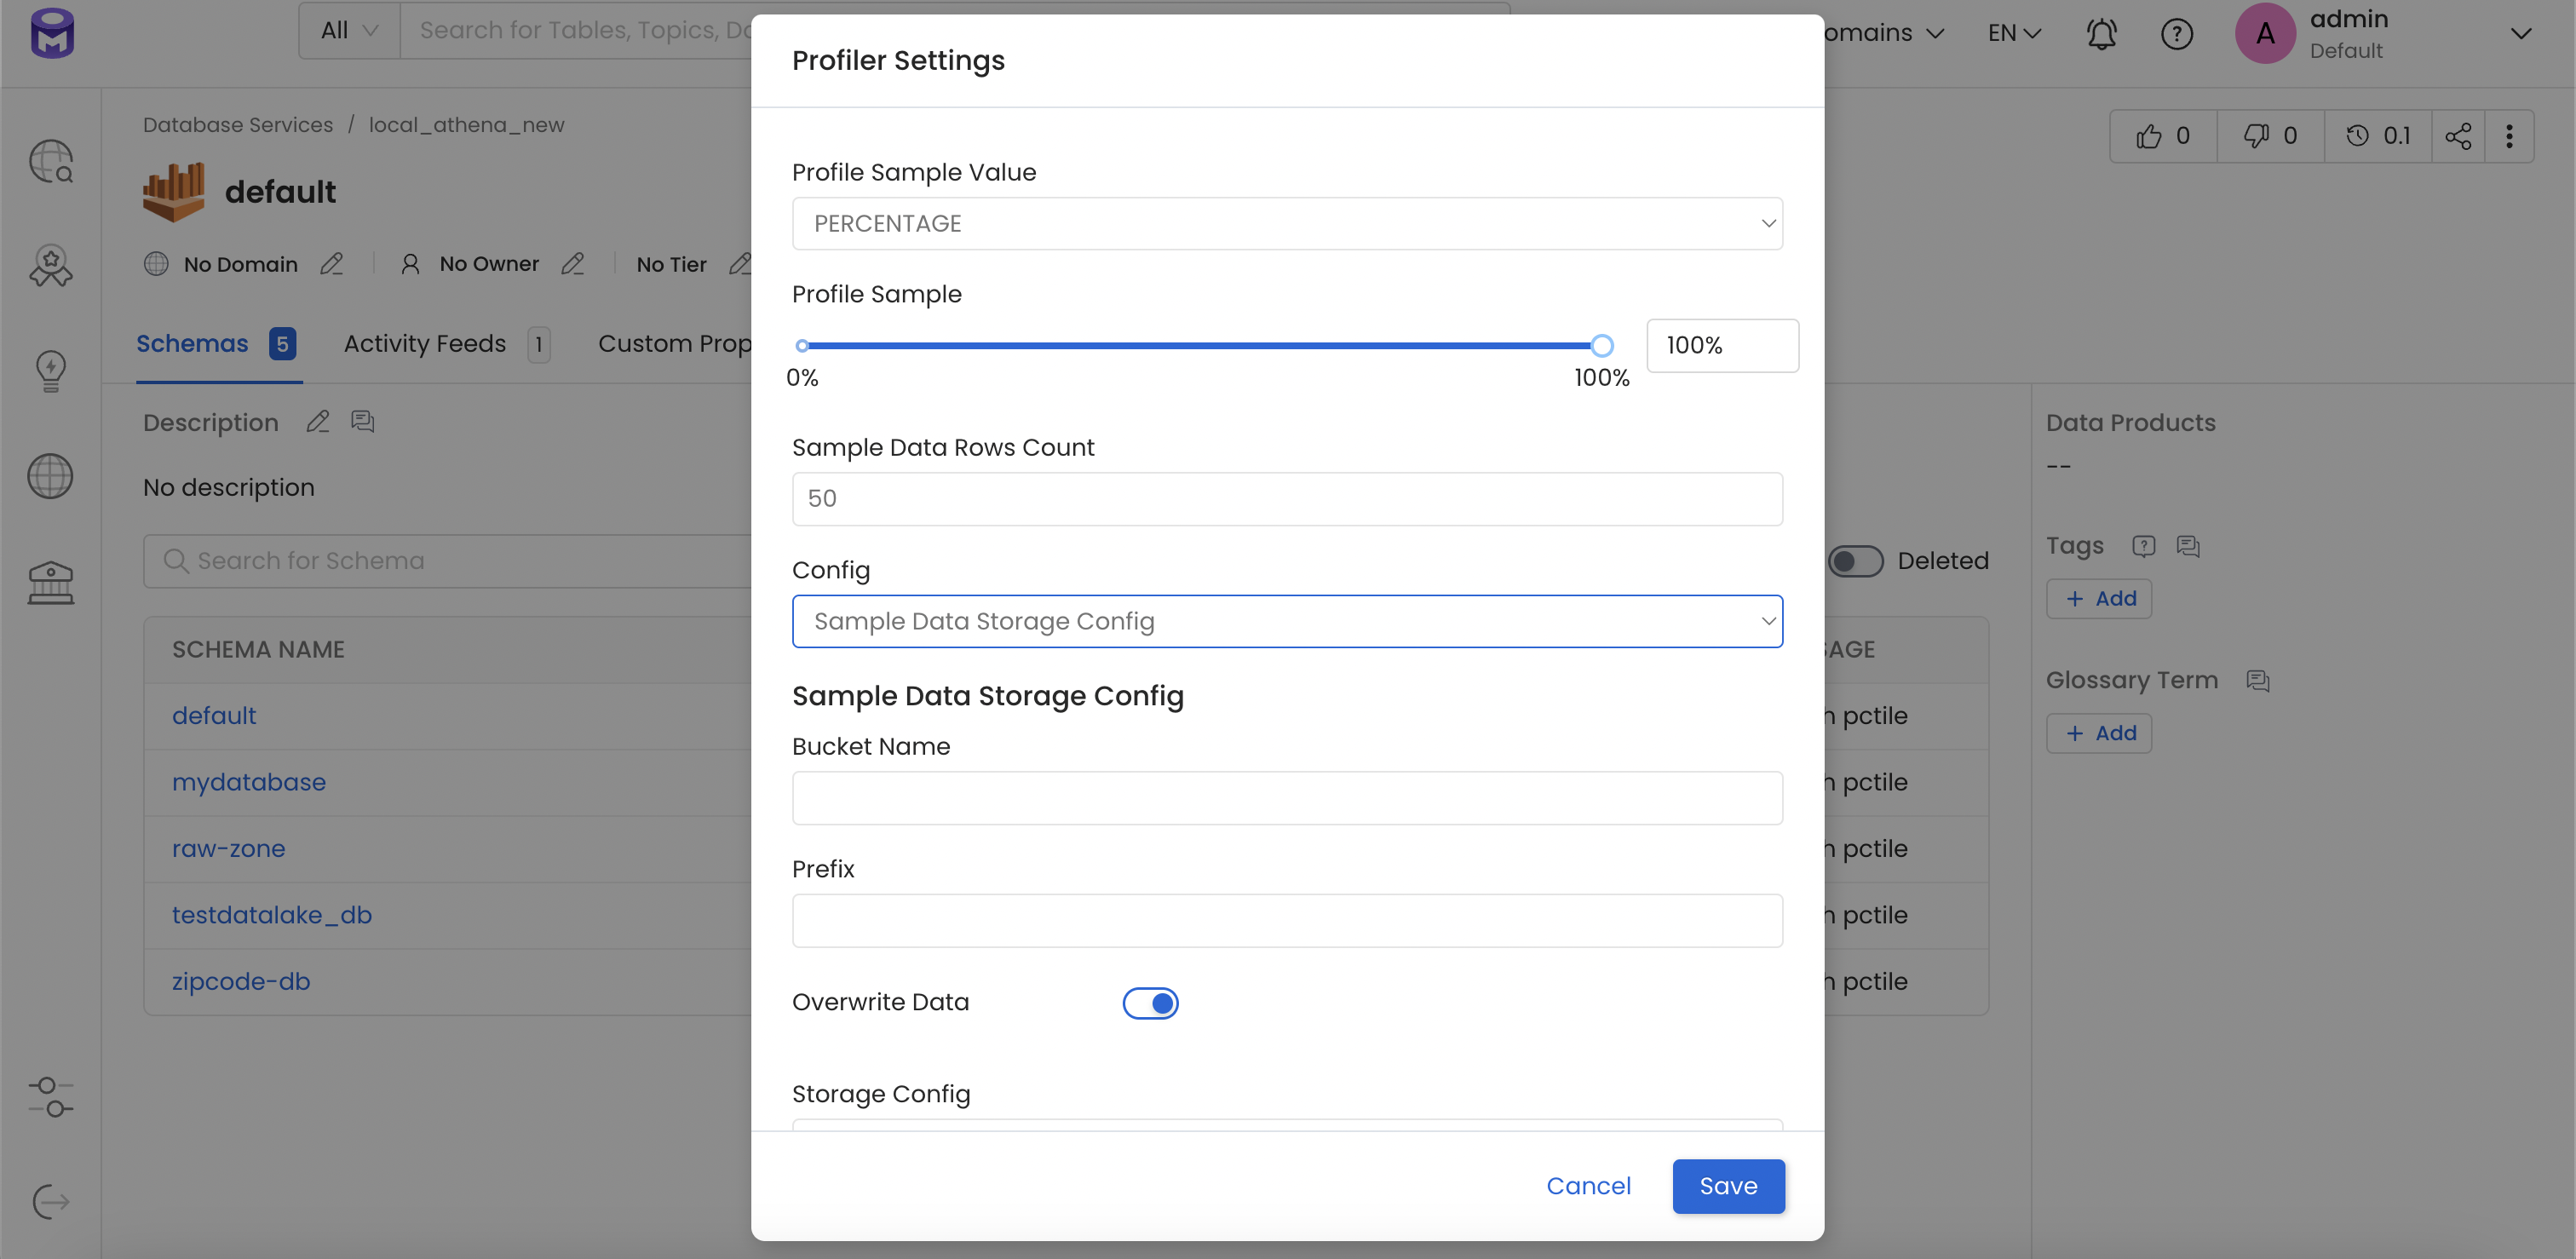 All
Search for Tables, Topics, Da
omains
EN
A
admin
Default
Database Services / local_athena_new
default
No Domain
No Owner
No Tier
0
0
0.1
Schemas 5
Activity Feeds 1
Custom Prop
Description
No description
Search for Schema
SCHEMA NAME
default
mydatabase
raw-zone
testdatalake_db
zipcode-db
Profiler Settings
Profile Sample Value
PERCENTAGE
Profile Sample
0%
100%
100%
Sample Data Rows Count
50
Config
Sample Data Storage Config
Sample Data Storage Config
Bucket Name
Prefix
Overwrite Data
Storage Config
Cancel
Save
Deleted
SAGE
h pctile
h pctile
h pctile
h pctile
h pctile
Data Products
--
Tags
+ Add
Glossary Term
+ Add